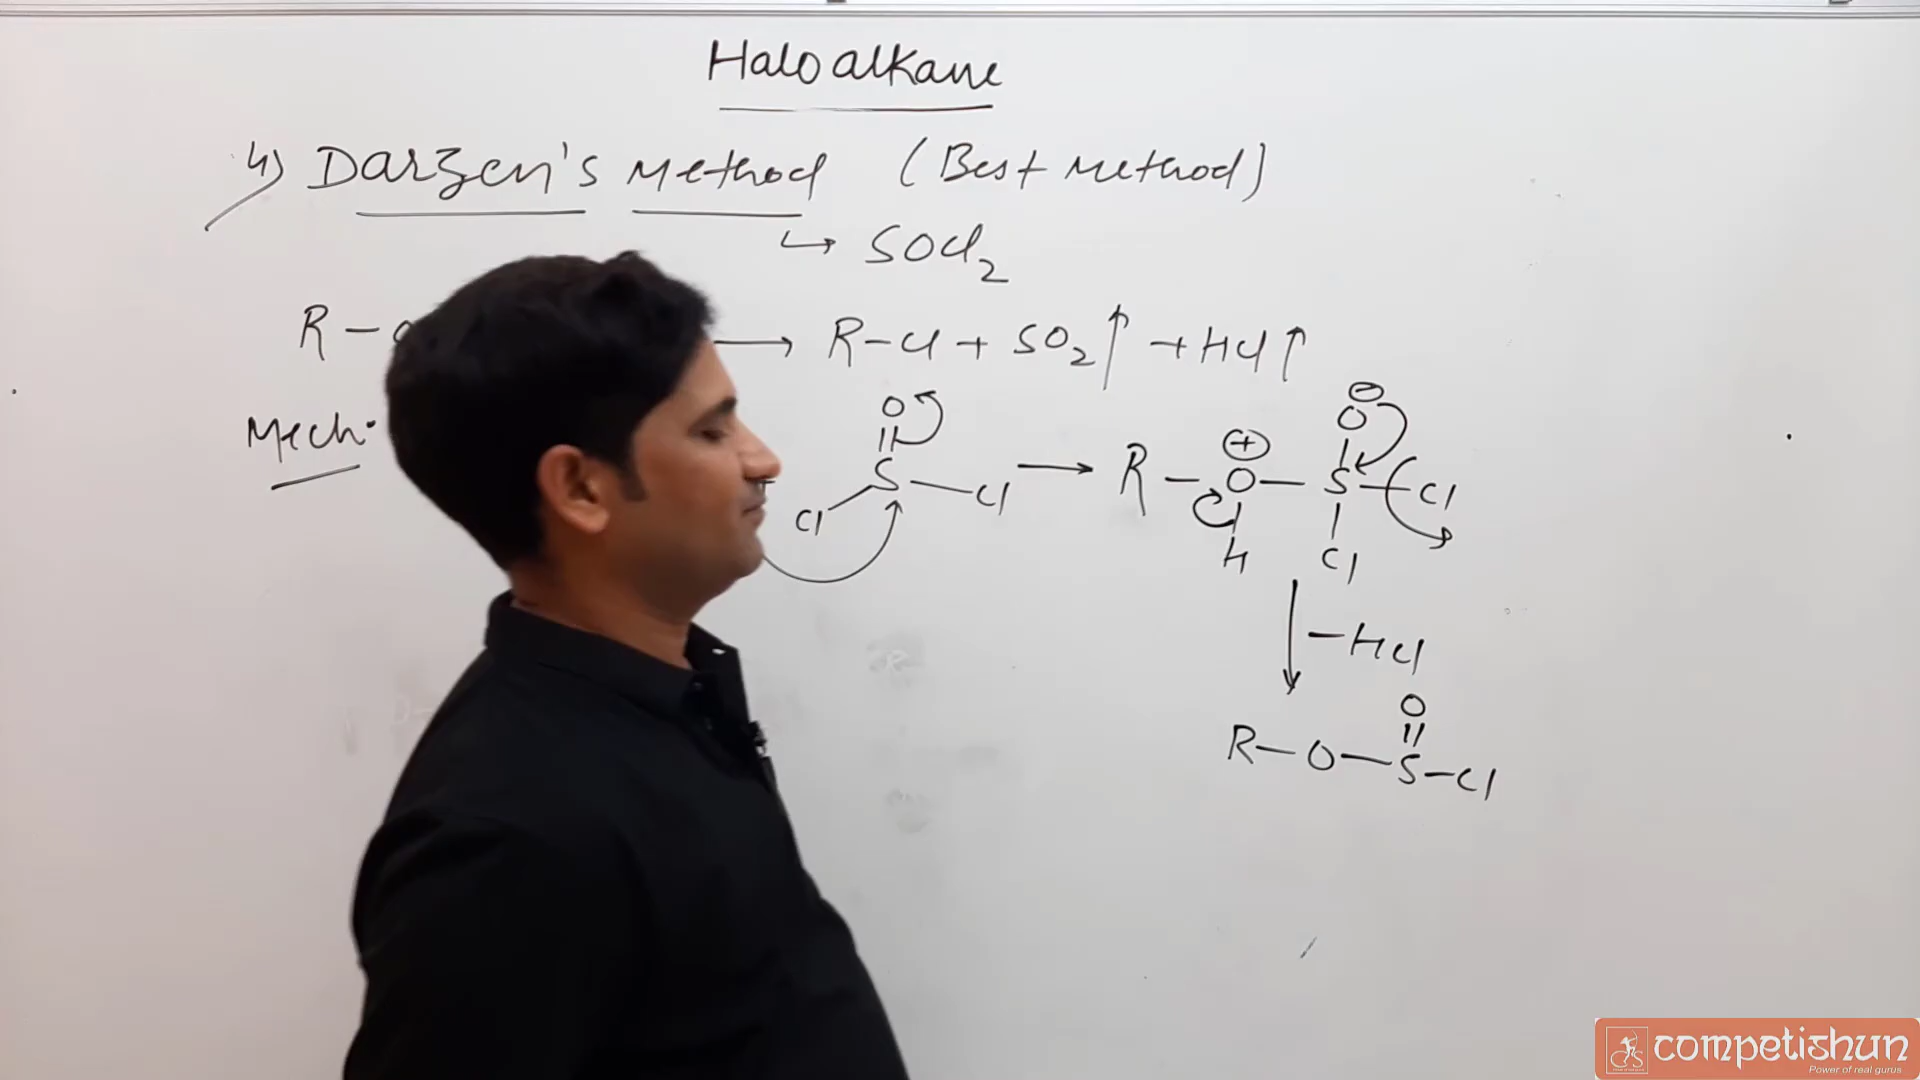 Haloalkane
4) Darzen's Method (Best Method)
↳ SOCl2
R – → R–Cl + SO2↑ + HCl↑
Mech.
O
||
S
Cl Cl
→ R – O – S – Cl
⊕ ⊖ O
H Cl
–HCl
O
||
R–O–S–Cl
competishun
Power of real gurus